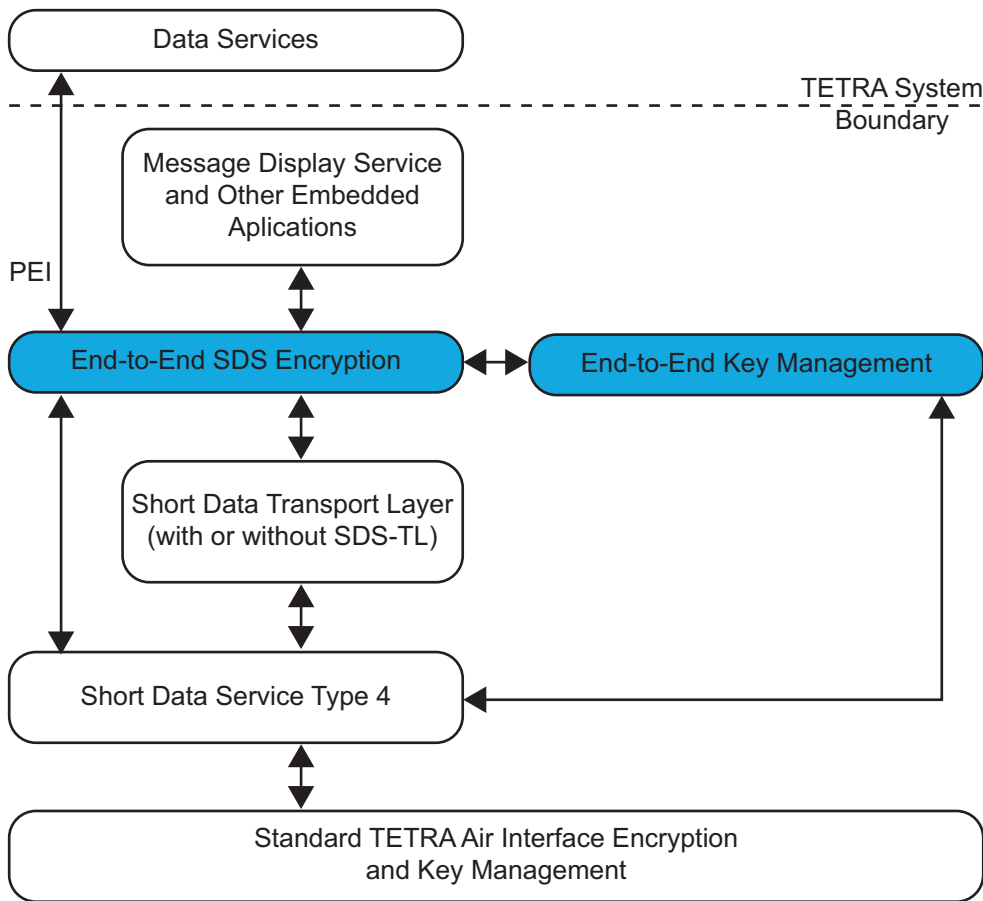 Data Services
TETRA System
Boundary
Message Display Service
and Other Embedded
Aplications
PEI
End-to-End SDS Encryption
End-to-End Key Management
Short Data Transport Layer
(with or without SDS-TL)
Short Data Service Type 4
Standard TETRA Air Interface Encryption
and Key Management